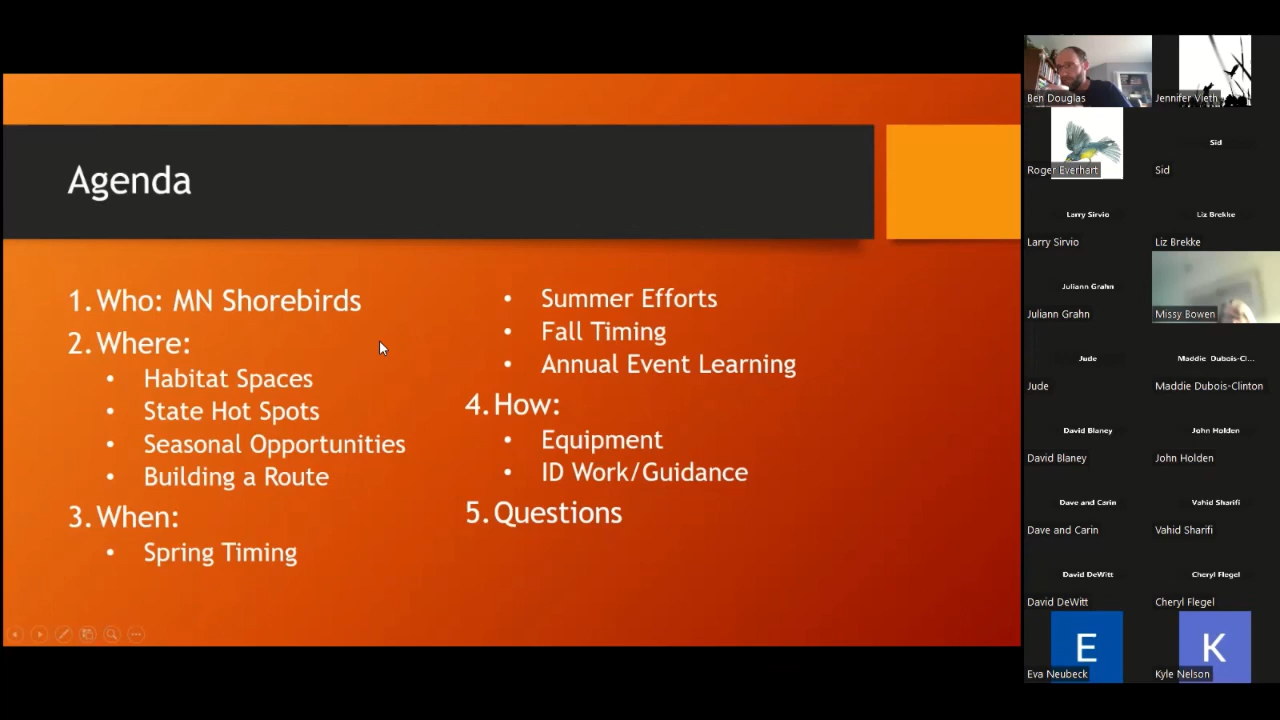 Agenda
1. Who: MN Shorebirds
2. Where:
• Habitat Spaces
• State Hot Spots
• Seasonal Opportunities
• Building a Route
3. When:
• Spring Timing
• Summer Efforts
• Fall Timing
• Annual Event Learning
4. How:
• Equipment
• ID Work/Guidance
5. Questions
Ben Douglas
Jennifer Vieth
Roger Everhart
Sid
Sid
Larry Sirvio
Larry Sirvio
Liz Brekke
Liz Brekke
Juliann Grahn
Juliann Grahn
Missy Bowen
Jude
Jude
Maddie Dubois-Cl...
Maddie Dubois-Clinton
David Blaney
David Blaney
John Holden
John Holden
Dave and Carin
Dave and Carin
Vahid Sharifi
Vahid Sharifi
David DeWitt
David DeWitt
Cheryl Flegel
Cheryl Flegel
E
Eva Neubeck
K
Kyle Nelson